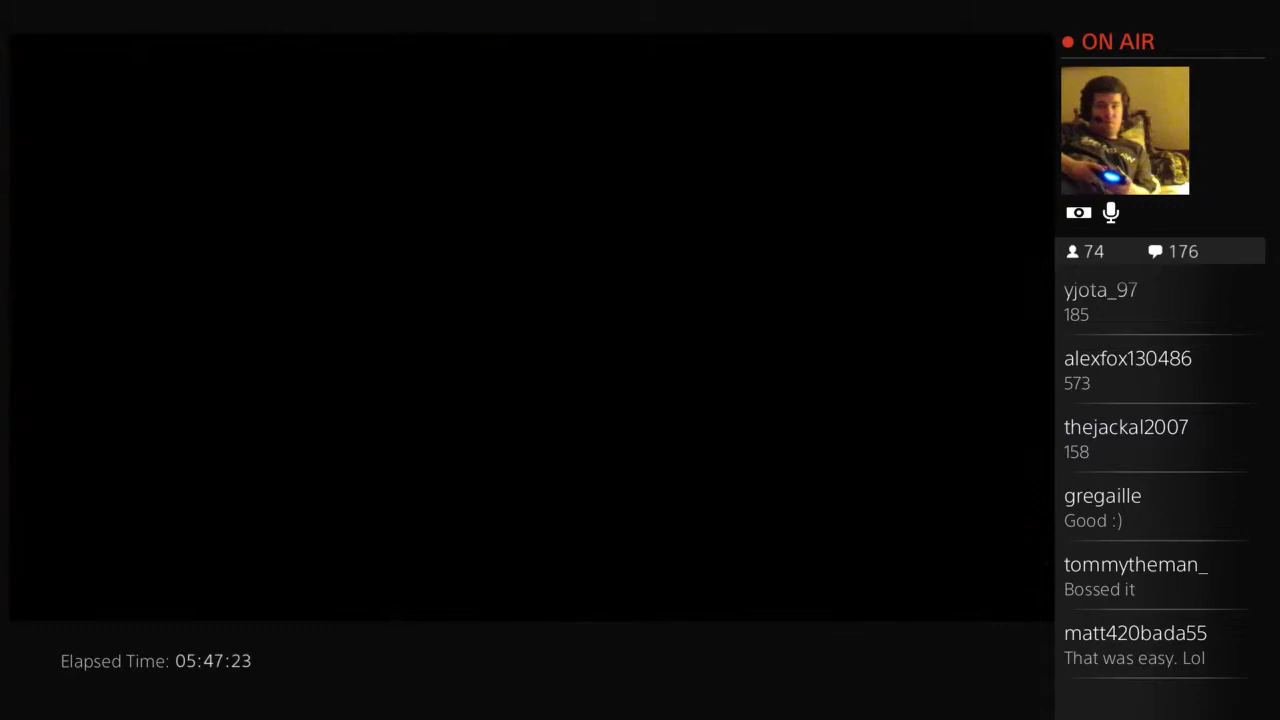 ON AIR
74 176
yjota_97
185
alexfox130486
573
thejackal2007
158
gregaille
Good :)
tommytheman_
Bossed it
matt420bada55
That was easy. Lol
Elapsed Time: 05:47:23